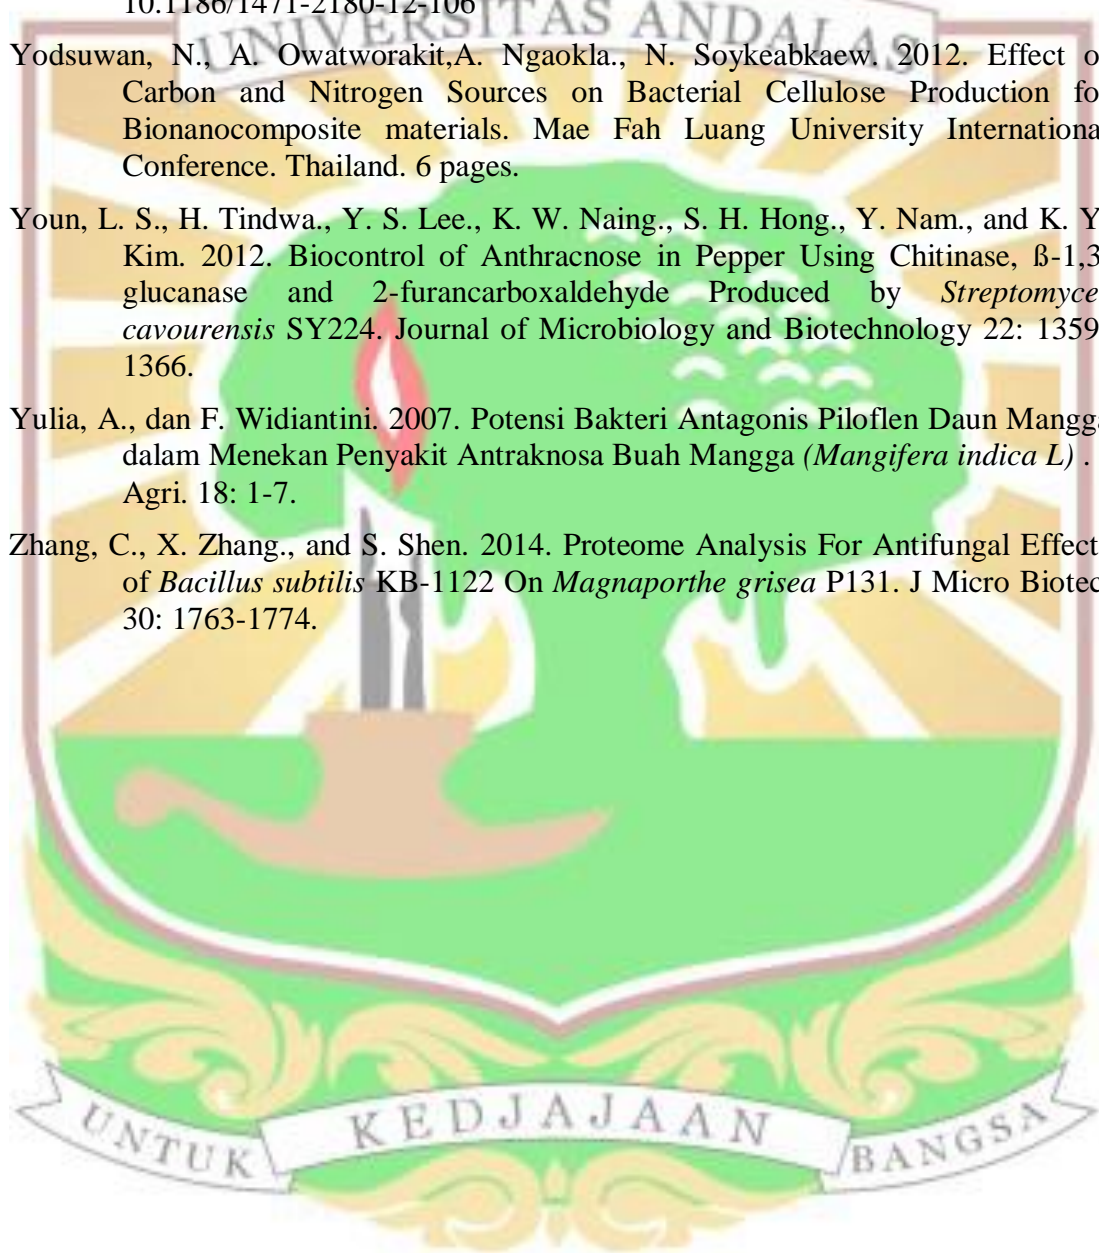 10.1186/1471-2180-12-106
UNIVERSITAS ANDALAS
Yodsuwan, N., A. Owatworakit,A. Ngaokla., N. Soykeabkaew. 2012. Effect o
Carbon and Nitrogen Sources on Bacterial Cellulose Production fo
Bionanocomposite materials. Mae Fah Luang University Internationa
Conference. Thailand. 6 pages.
Youn, L. S., H. Tindwa., Y. S. Lee., K. W. Naing., S. H. Hong., Y. Nam., and K. Y
Kim. 2012. Biocontrol of Anthracnose in Pepper Using Chitinase, ß-1,3
glucanase and 2-furancarboxaldehyde Produced by Streptomyce
cavourensis SY224. Journal of Microbiology and Biotechnology 22: 1359
1366.
Yulia, A., dan F. Widiantini. 2007. Potensi Bakteri Antagonis Piloflen Daun Mangga
dalam Menekan Penyakit Antraknosa Buah Mangga (Mangifera indica L) .
Agri. 18: 1-7.
Zhang, C., X. Zhang., and S. Shen. 2014. Proteome Analysis For Antifungal Effect
of Bacillus subtilis KB-1122 On Magnaporthe grisea P131. J Micro Biotec
30: 1763-1774.
UNTUK KEDJAJAAN BANGSA